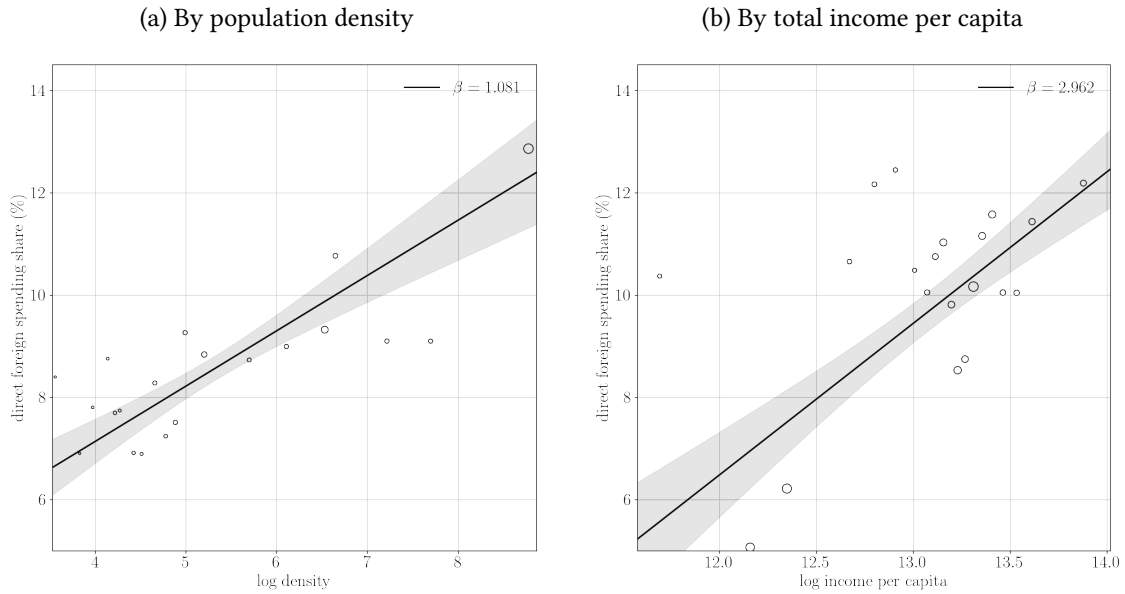 (a) By population density
β = 1.081
14
12
10
8
6
direct foreign spending share (%)
4
5
6
7
8
log density
(b) By total income per capita
β = 2.962
14
12
10
8
6
direct foreign spending share (%)
12.0
12.5
13.0
13.5
14.0
log income per capita